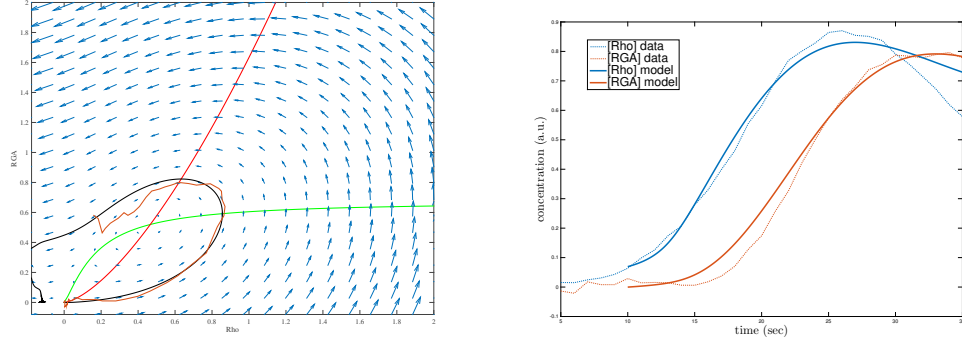 2
1.8
1.6
1.4
1.2
1
0.8
0.6
0.4
0.2
0
RGA
0 0.2 0.4 0.6 0.8 1 1.2 1.4 1.6 1.8 2
Rho
0.9
0.8
0.7
0.6
0.5
0.4
0.3
0.2
0.1
0
-0.1
concentration (a.u.)
[Rho] data
[RGA] data
[Rho] model
[RGA] model
5 10 15 20 25 30 35
time (sec)